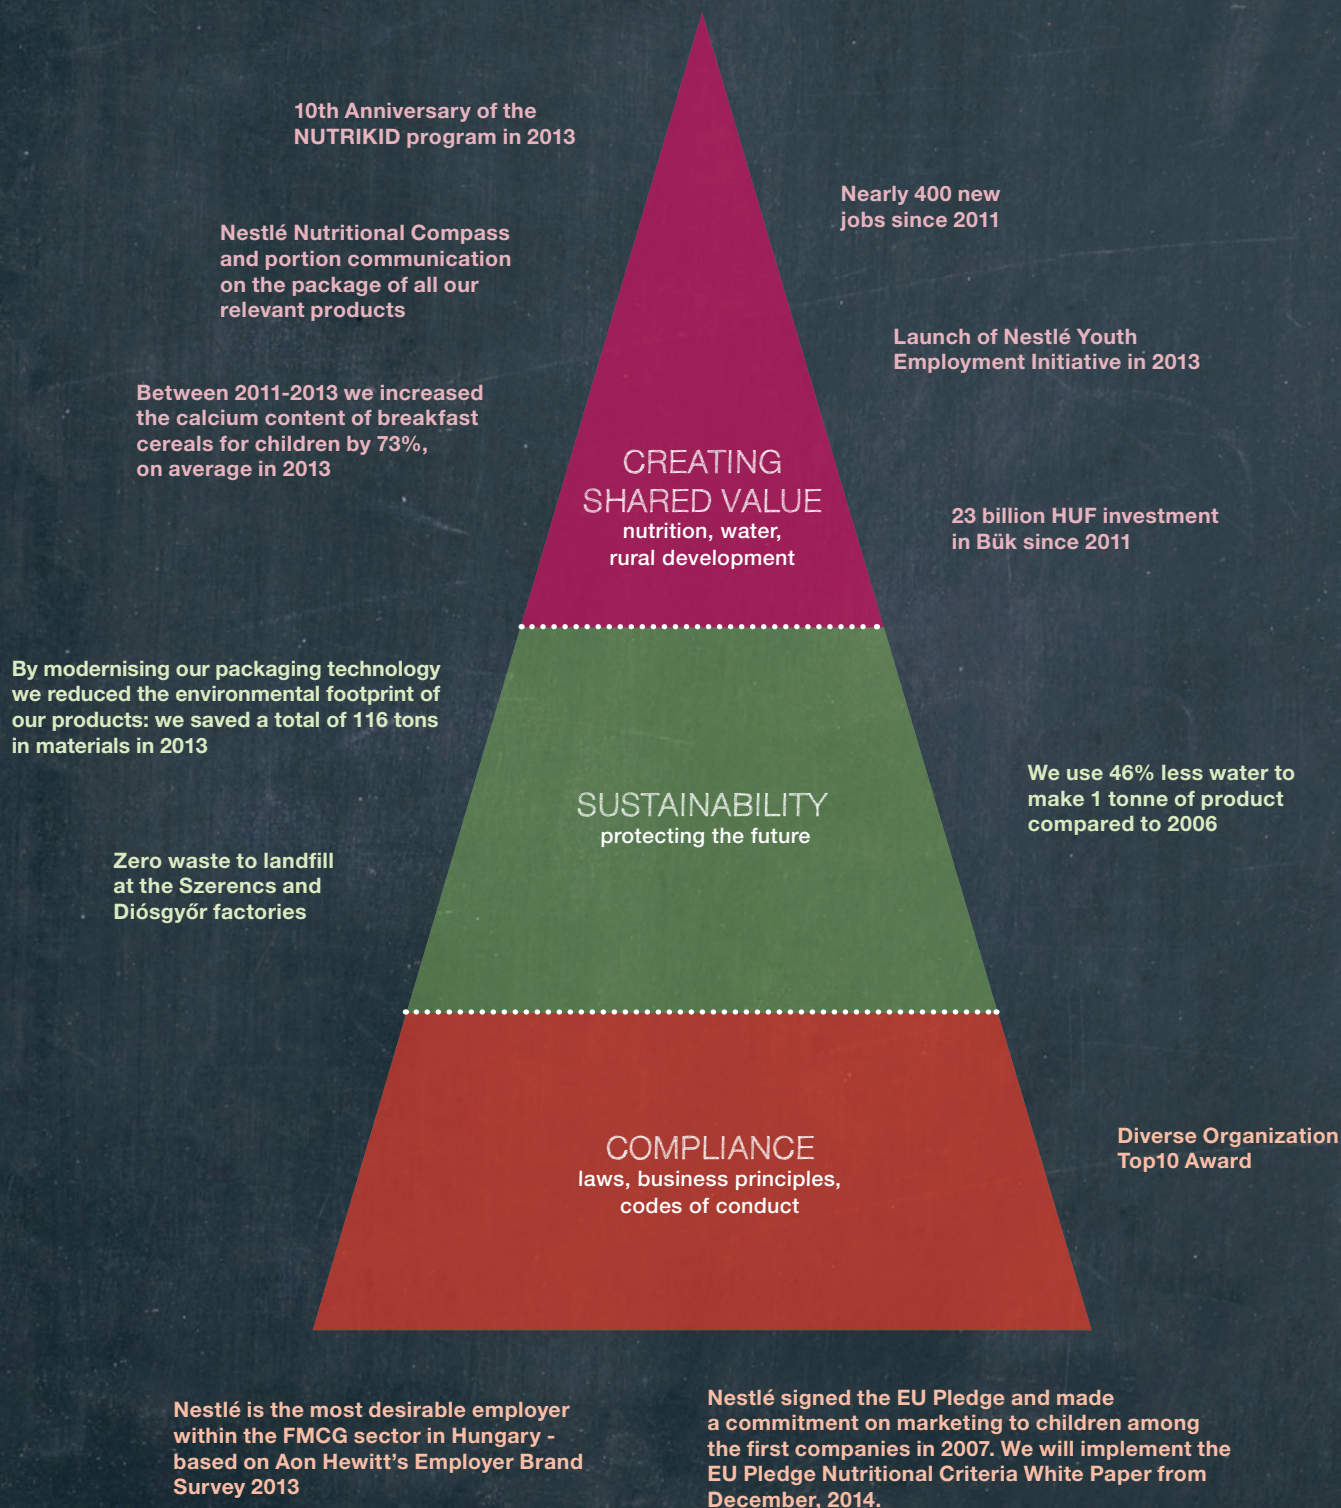 10th Anniversary of the
NUTRIKID program in 2013
Nearly 400 new
jobs since 2011
Nestlé Nutritional Compass
and portion communication
on the package of all our
relevant products
Launch of Nestlé Youth
Employment Initiative in 2013
Between 2011-2013 we increased
the calcium content of breakfast
cereals for children by 73%,
on average in 2013
CREATING
SHARED VALUE
nutrition, water,
rural development
23 billion HUF investment
in Bük since 2011
By modernising our packaging technology
we reduced the environmental footprint of
our products: we saved a total of 116 tons
in materials in 2013
We use 46% less water to
make 1 tonne of product
compared to 2006
SUSTAINABILITY
protecting the future
Zero waste to landfill
at the Szerencs and
Diósgyőr factories
Diverse Organization
Top10 Award
COMPLIANCE
laws, business principles,
codes of conduct
Nestlé is the most desirable employer
within the FMCG sector in Hungary -
based on Aon Hewitt's Employer Brand
Survey 2013
Nestlé signed the EU Pledge and made
a commitment on marketing to children among
the first companies in 2007. We will implement the
EU Pledge Nutritional Criteria White Paper from
December, 2014.